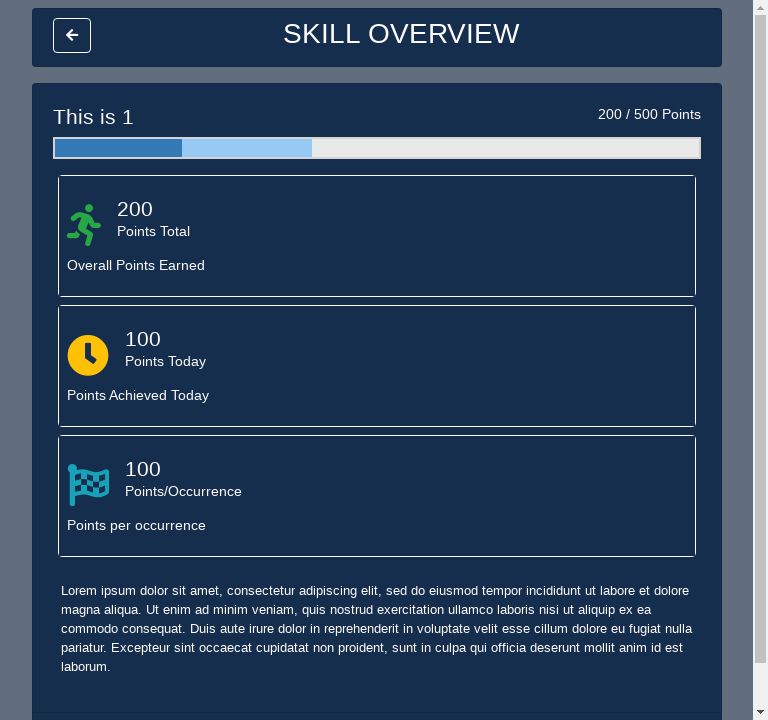 SKILL OVERVIEW
This is 1
200 / 500 Points
200
Points Total
Overall Points Earned
100
Points Today
Points Achieved Today
100
Points/Occurrence
Points per occurrence
Lorem ipsum dolor sit amet, consectetur adipiscing elit, sed do eiusmod tempor incididunt ut labore et dolore
magna aliqua. Ut enim ad minim veniam, quis nostrud exercitation ullamco laboris nisi ut aliquip ex ea
commodo consequat. Duis aute irure dolor in reprehenderit in voluptate velit esse cillum dolore eu fugiat nulla
pariatur. Excepteur sint occaecat cupidatat non proident, sunt in culpa qui officia deserunt mollit anim id est
laborum.